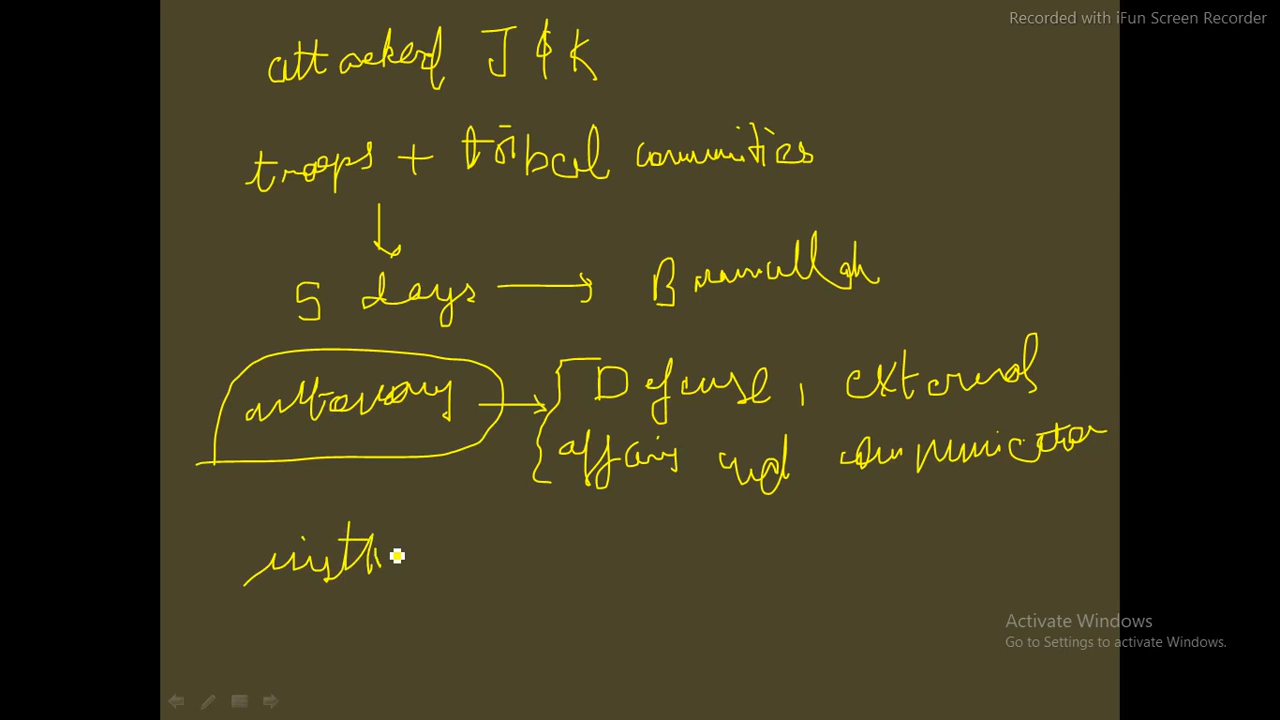 Recorded with iFun Screen Recorder
attacked J & K
troops + tribal communities
5 days → Baramullah
autonomy → Defense, external
affairs and communication
instr
Activate Windows
Go to Settings to activate Windows.